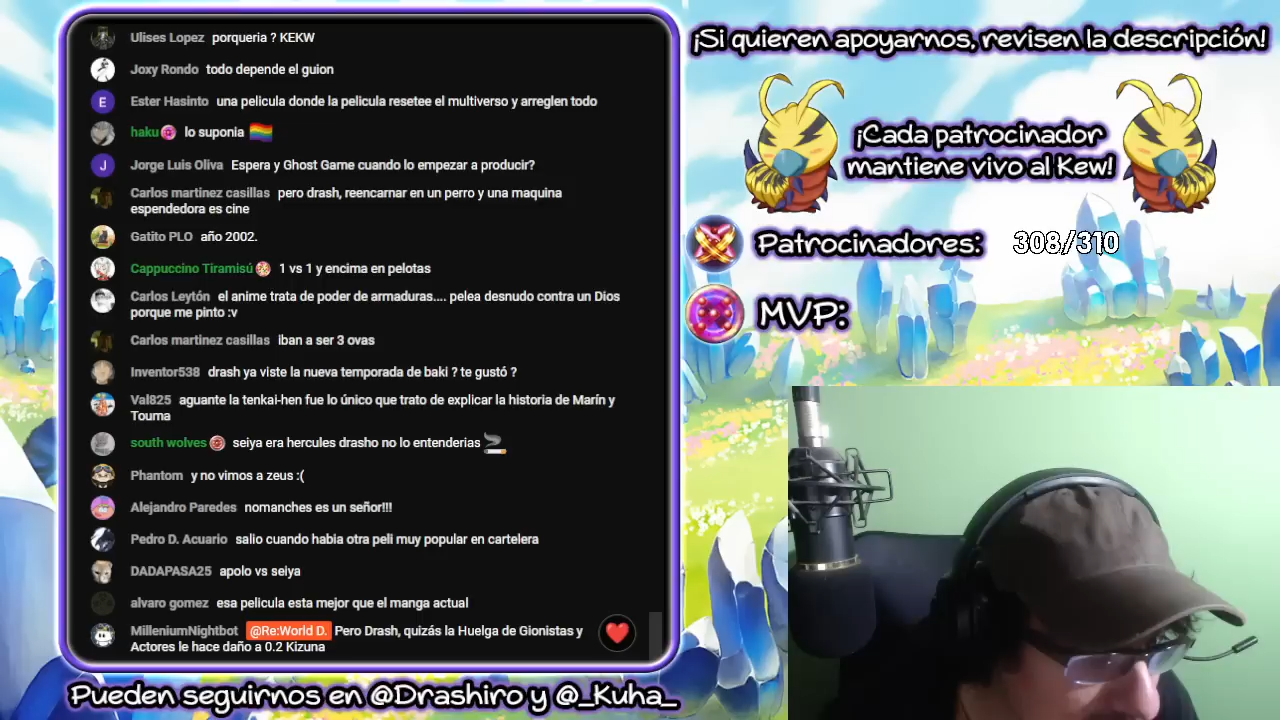 Ulises Lopez porqueria ? KEKW
Joxy Rondo todo depende el guion
E Ester Hasinto una pelicula donde la pelicula resetee el multiverso y arreglen todo
haku lo suponia
J Jorge Luis Oliva Espera y Ghost Game cuando lo empezar a producir?
Carlos martinez casillas pero drash, reencarnar en un perro y una maquina
espendedora es cine
Gatito PLO año 2002.
Cappuccino Tiramisú 1 vs 1 y encima en pelotas
Carlos Leytón el anime trata de poder de armaduras.... pelea desnudo contra un Dios
porque me pinto :v
Carlos martinez casillas iban a ser 3 ovas
Inventor538 drash ya viste la nueva temporada de baki ? te gustó ?
Val825 aguante la tenkai-hen fue lo único que trato de explicar la historia de Marín y
Touma
south wolves seiya era hercules drasho no lo entenderias
Phantom y no vimos a zeus :(
Alejandro Paredes nomanches es un señor!!!
Pedro D. Acuario salio cuando habia otra peli muy popular en cartelera
DADAPASA25 apolo vs seiya
alvaro gomez esa pelicula esta mejor que el manga actual
MilleniumNightbot @Re:World D. Pero Drash, quizás la Huelga de Gionistas y
Actores le hace daño a 0.2 Kizuna
Pueden seguirnos en @Drashiro y @_Kuha_
¡Si quieren apoyarnos, revisen la descripción!
¡Cada patrocinador
mantiene vivo al Kew!
Patrocinadores: 308/310
MVP: